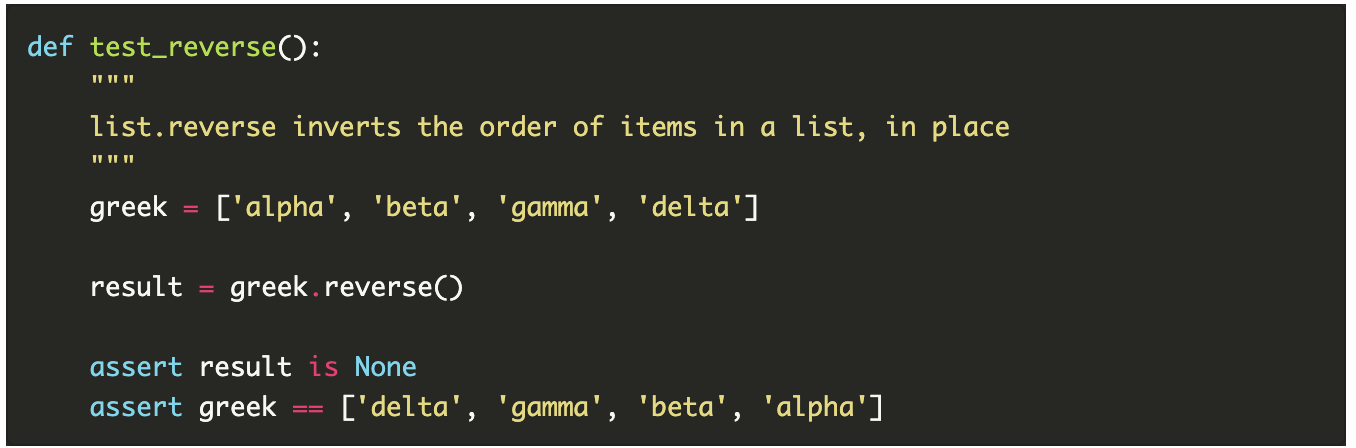 def test_reverse():
    """
    list.reverse inverts the order of items in a list, in place
    """
    greek = ['alpha', 'beta', 'gamma', 'delta']

    result = greek.reverse()

    assert result is None
    assert greek == ['delta', 'gamma', 'beta', 'alpha']